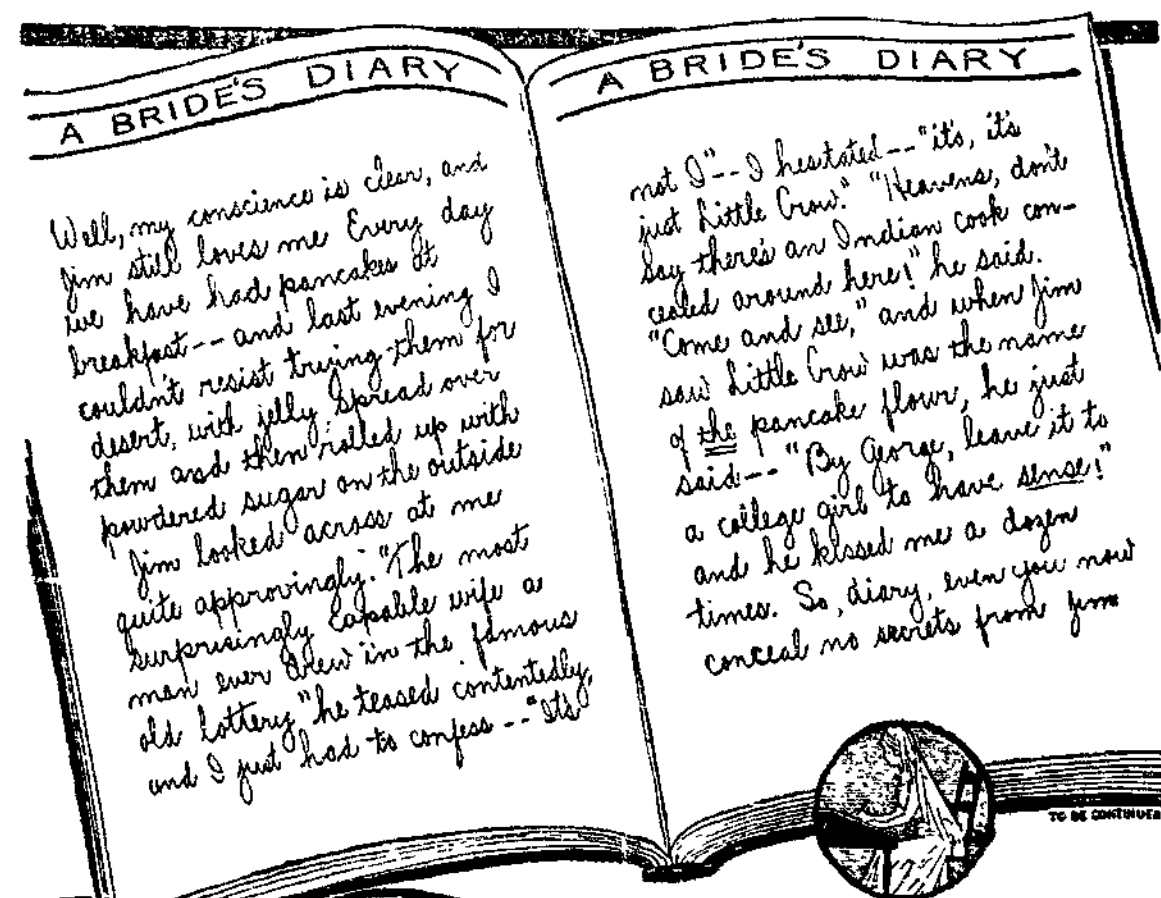 A BRIDE'S DIARY
Well, my conscience is clear, and
Jim still loves me Every day
we have had pancakes at
breakfast -- and last evening I
couldn't resist trying them for
desert, with jelly spread over
them and then rolled up with
powdered sugar on the outside
Jim looked across at me
quite approvingly. "The most
surprisingly capable wife a
man ever drew in the famous
old lottery" he teased contentedly,
and I just had to confess -- "It's
A BRIDE'S DIARY
not I" -- I hesitated -- "it's, it's
just Little Crow." "Heavens, don't
say there's an Indian cook con-
cealed around here!" he said.
"Come and see," and when Jim
saw Little Crow was the name
of the pancake flour, he just
said -- "By George, leave it to
a college girl to have sense!"
and he kissed me a dozen
times. So, diary, even you now
conceal no secrets from Jim
TO BE CONTINUED